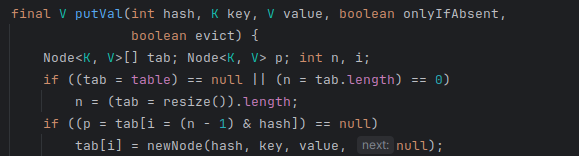 final V putVal(int hash, K key, V value, boolean onlyIfAbsent,
               boolean evict) {
    Node<K, V>[] tab; Node<K, V> p; int n, i;
    if ((tab = table) == null || (n = tab.length) == 0)
        n = (tab = resize()).length;
    if ((p = tab[i = (n - 1) & hash]) == null)
        tab[i] = newNode(hash, key, value, next: null);